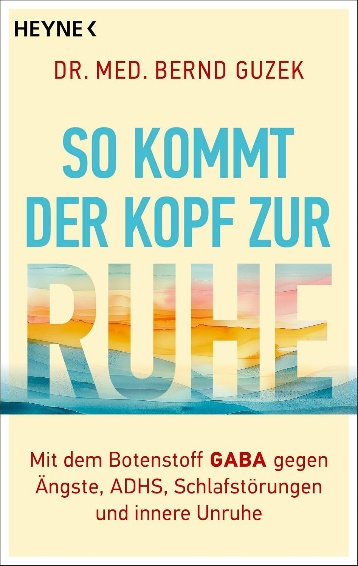 HEYNE<
DR. MED. BERND GUZEK
SO KOMMT
DER KOPF ZUR
RUHE
Mit dem Botenstoff GABA gegen
Ängste, ADHS, Schlafstörungen
und innere Unruhe